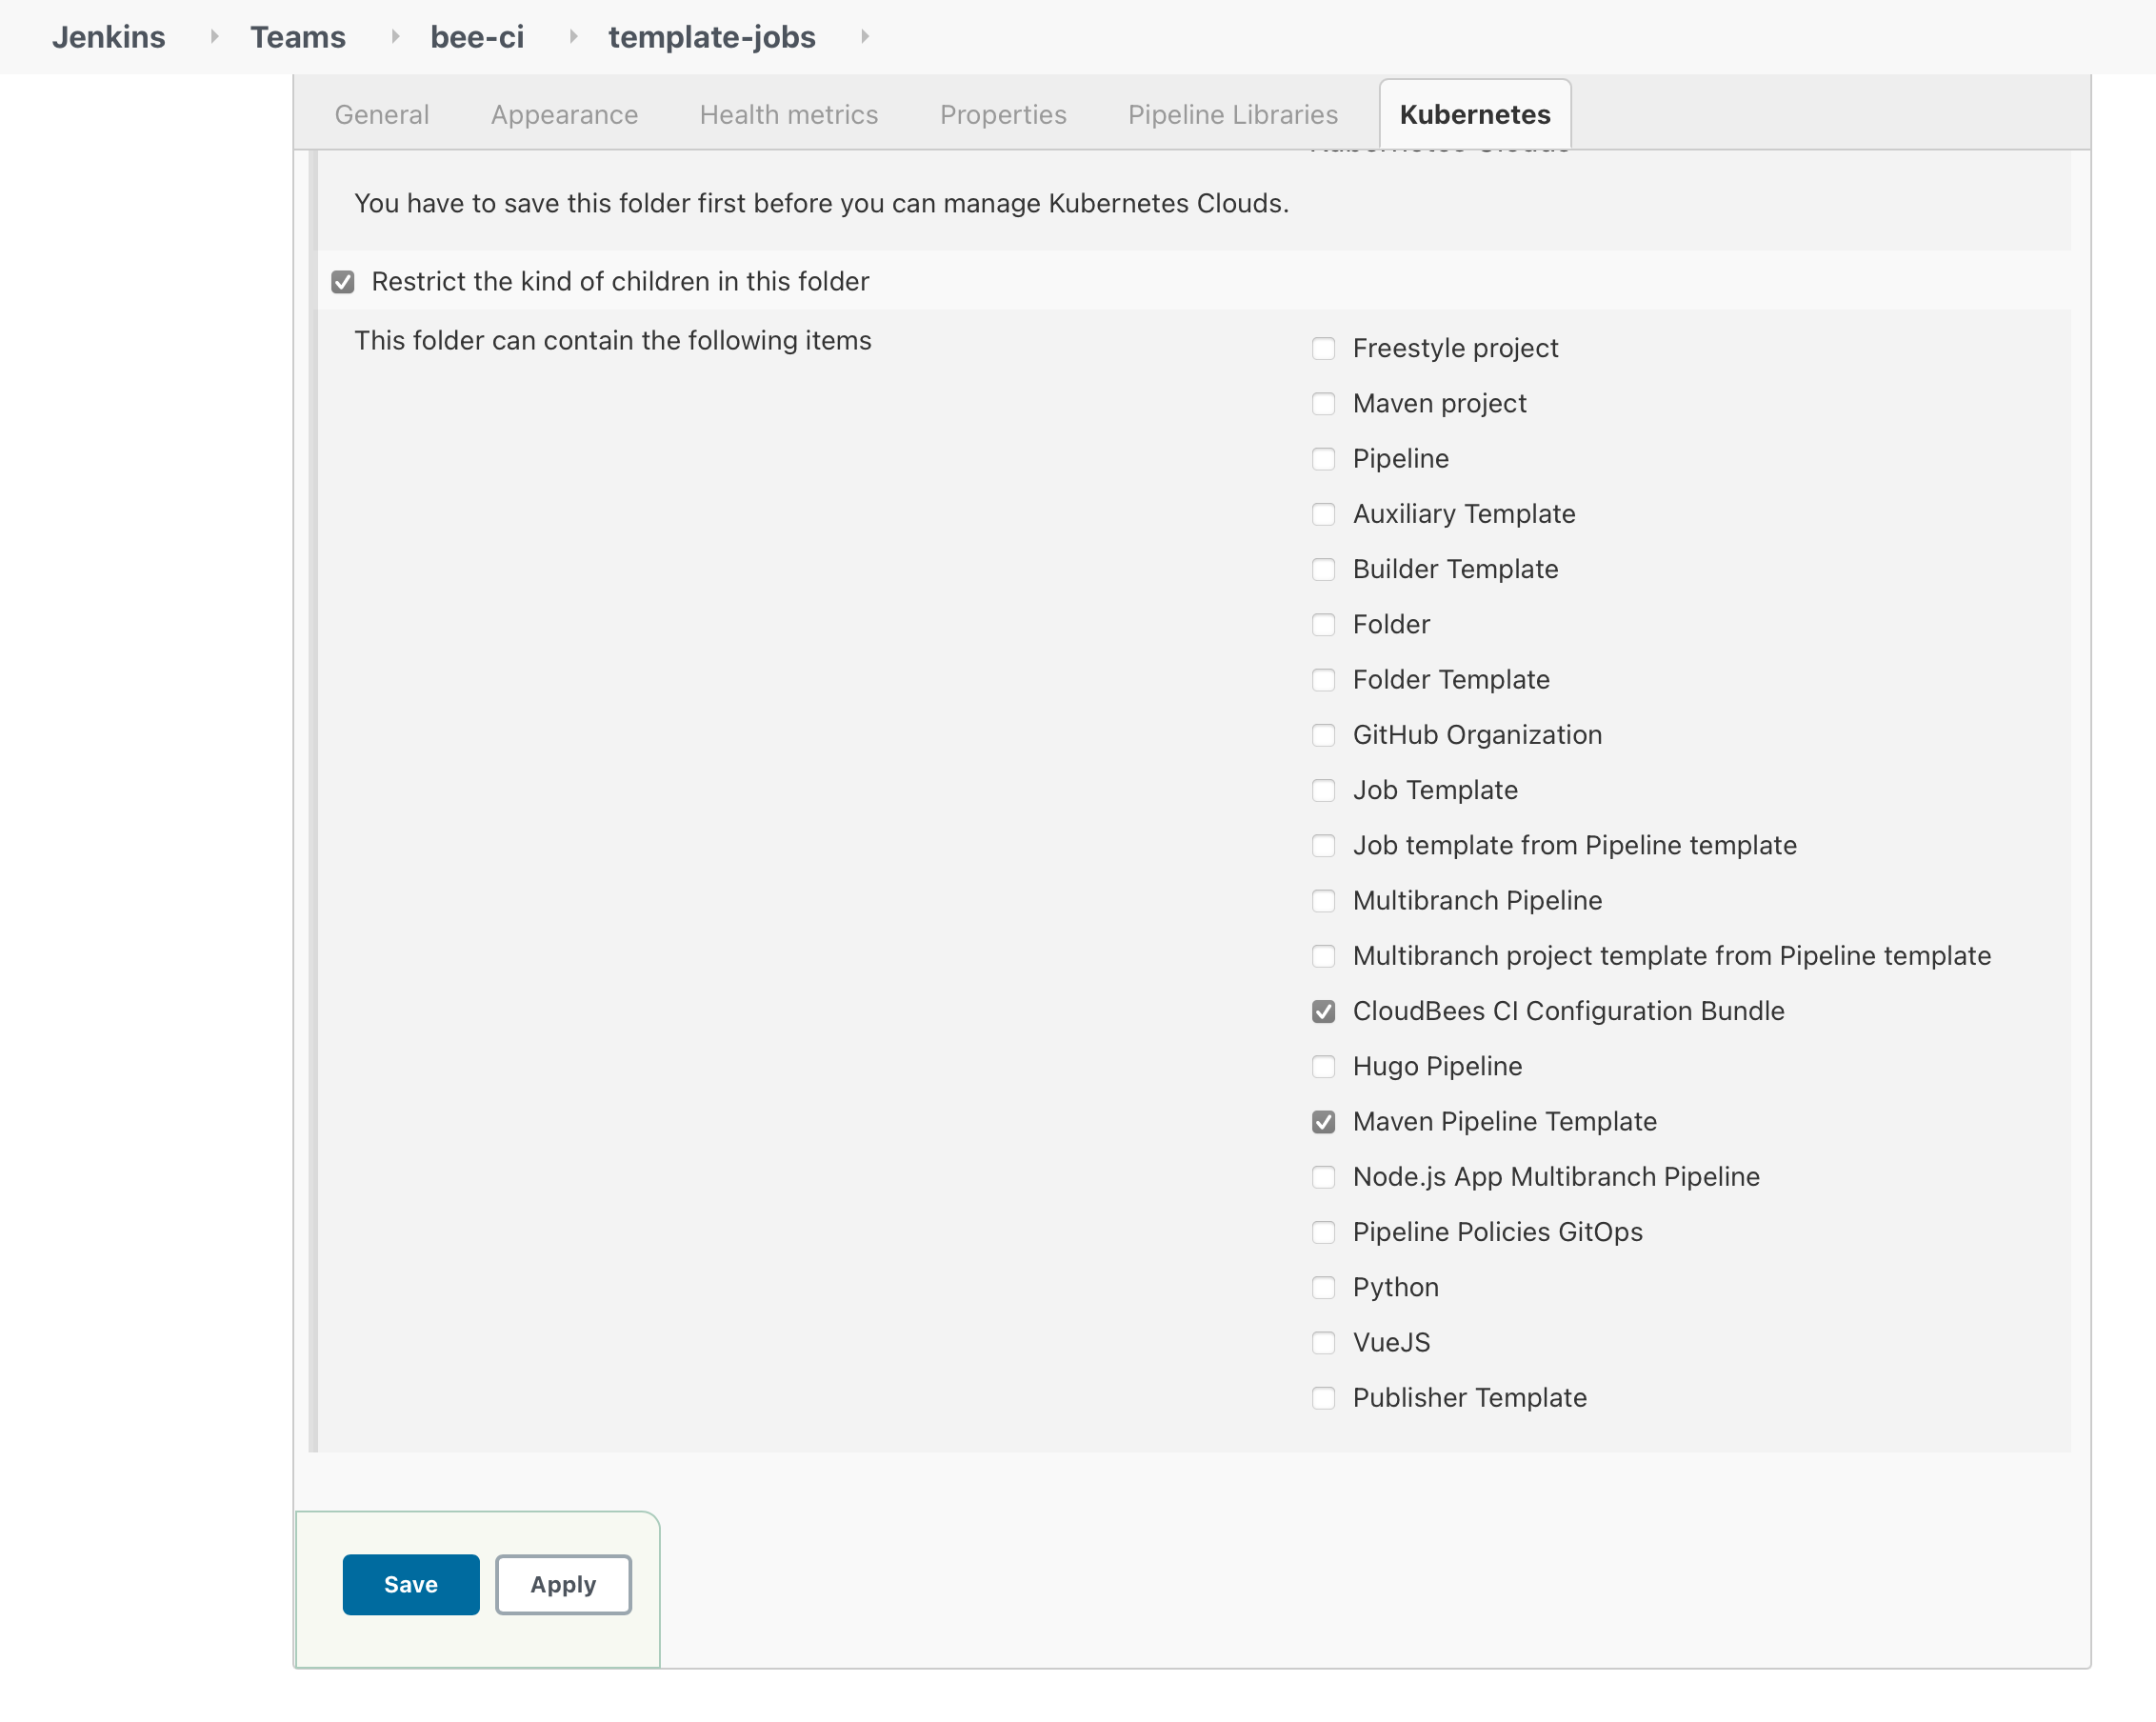 Jenkins Teams bee-ci template-jobs
General Appearance Health metrics Properties Pipeline Libraries Kubernetes
You have to save this folder first before you can manage Kubernetes Clouds.
Restrict the kind of children in this folder
This folder can contain the following items
Freestyle project
Maven project
Pipeline
Auxiliary Template
Builder Template
Folder
Folder Template
GitHub Organization
Job Template
Job template from Pipeline template
Multibranch Pipeline
Multibranch project template from Pipeline template
CloudBees CI Configuration Bundle
Hugo Pipeline
Maven Pipeline Template
Node.js App Multibranch Pipeline
Pipeline Policies GitOps
Python
VueJS
Publisher Template
Save Apply